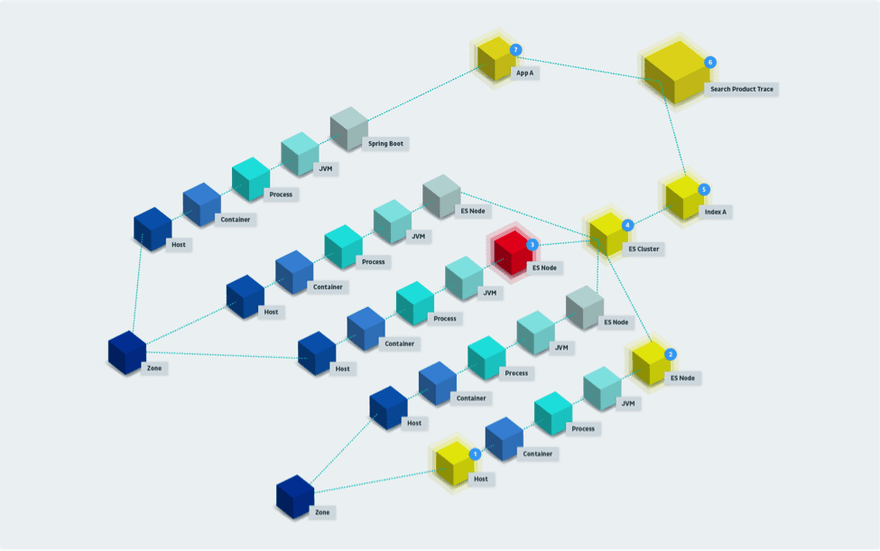 7
App A
6
Search Product Trace
Spring Boot
JVM
Process
Container
Host
5
Index A
ES Node
4
ES Cluster
JVM
Process
Container
Host
3
ES Node
JVM
Process
Container
Host
Zone
ES Node
JVM
Process
Container
Host
2
ES Node
JVM
Process
Container
1
Host
Zone